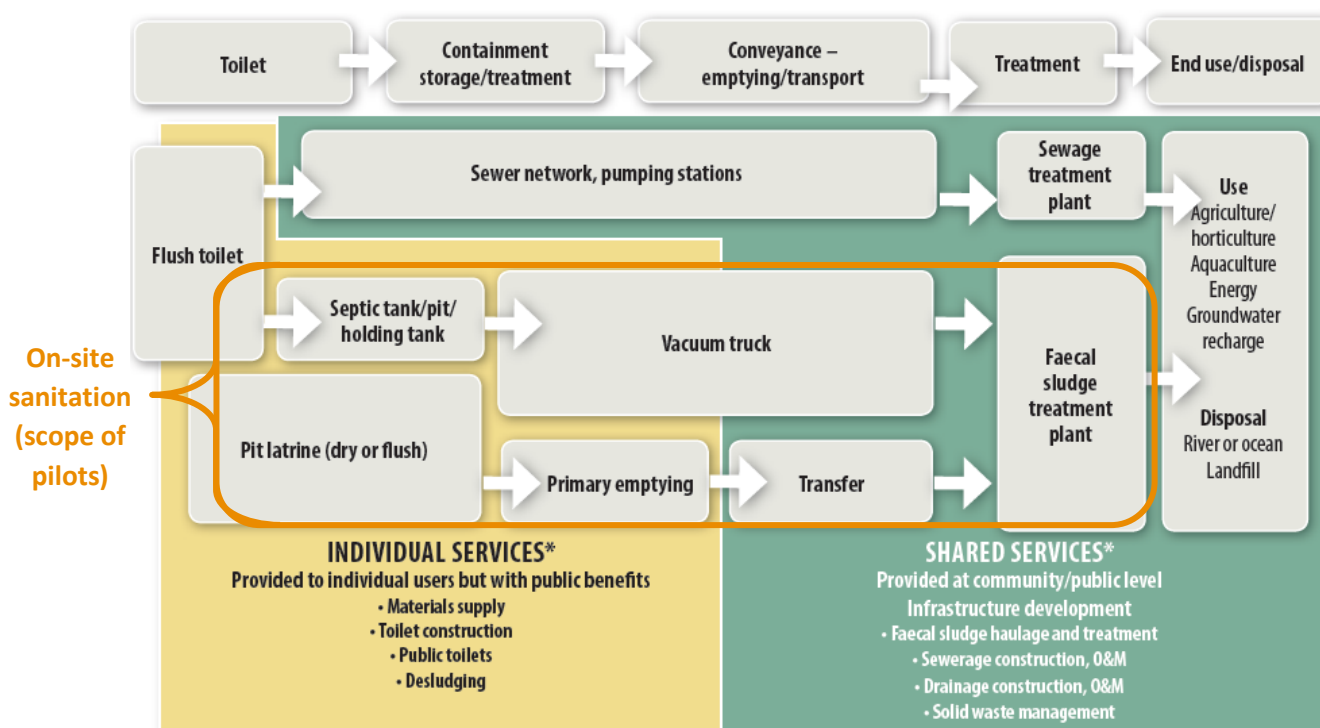 Toilet
Containment
storage/treatment
Conveyance –
emptying/transport
Treatment
End use/disposal
Flush toilet
Sewer network, pumping stations
Sewage
treatment
plant
Use
Agriculture/
horticulture
Aquaculture
Energy
Groundwater
recharge
Disposal
River or ocean
Landfill
Septic tank/pit/
holding tank
Vacuum truck
Faecal
sludge
treatment
plant
On-site
sanitation
(scope of
pilots)
Pit latrine (dry or flush)
Primary emptying
Transfer
INDIVIDUAL SERVICES*
Provided to individual users but with public benefits
• Materials supply
• Toilet construction
• Public toilets
• Desludging
SHARED SERVICES*
Provided at community/public level
Infrastructure development
• Faecal sludge haulage and treatment
• Sewerage construction, O&M
• Drainage construction, O&M
• Solid waste management